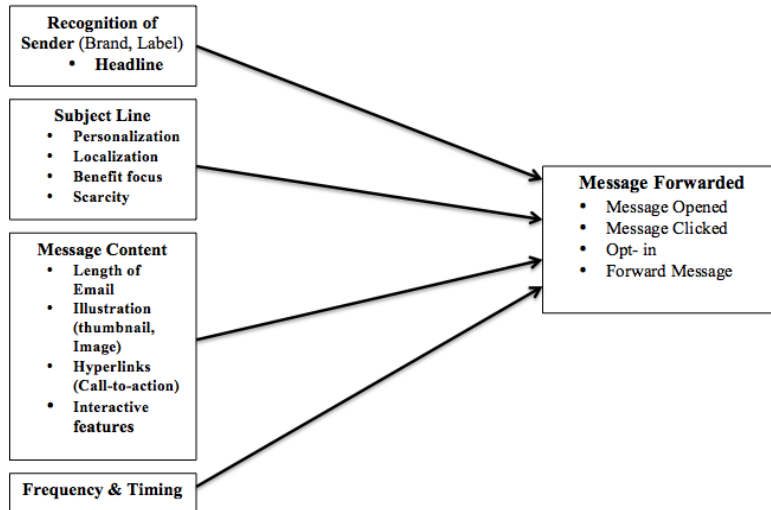 Recognition of
Sender (Brand, Label)
• Headline
Subject Line
• Personalization
• Localization
• Benefit focus
• Scarcity
Message Content
• Length of
Email
• Illustration
(thumbnail,
Image)
• Hyperlinks
(Call-to-action)
• Interactive
features
Frequency & Timing
Message Forwarded
• Message Opened
• Message Clicked
• Opt- in
• Forward Message